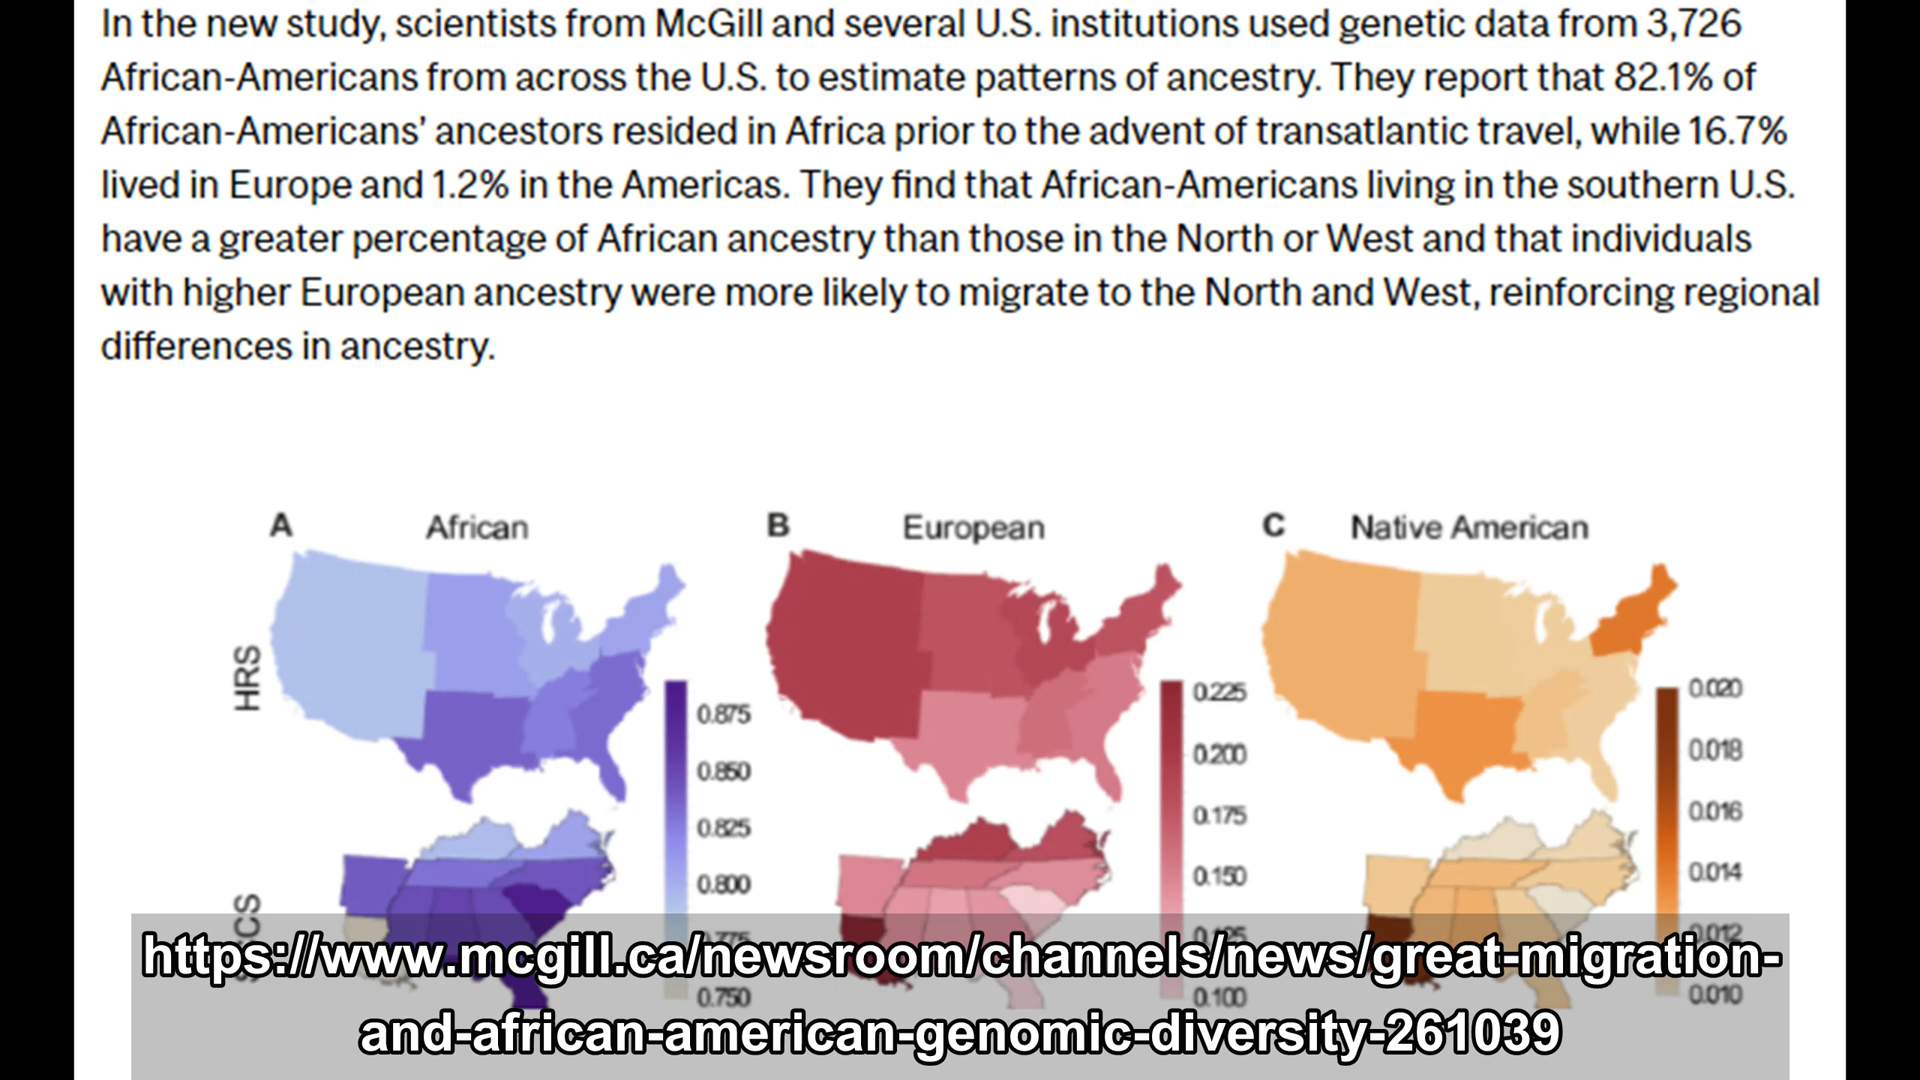 In the new study, scientists from McGill and several U.S. institutions used genetic data from 3,726
African-Americans from across the U.S. to estimate patterns of ancestry. They report that 82.1% of
African-Americans’ ancestors resided in Africa prior to the advent of transatlantic travel, while 16.7%
lived in Europe and 1.2% in the Americas. They find that African-Americans living in the southern U.S.
have a greater percentage of African ancestry than those in the North or West and that individuals
with higher European ancestry were more likely to migrate to the North and West, reinforcing regional
differences in ancestry.
A African B European C Native American
HRS
0.875
0.850
0.825
0.800
0.750
0.225
0.200
0.175
0.150
0.125
0.100
0.020
0.018
0.016
0.014
0.012
0.010
https://www.mcgill.ca/newsroom/channels/news/great-migration-
and-african-american-genomic-diversity-261039